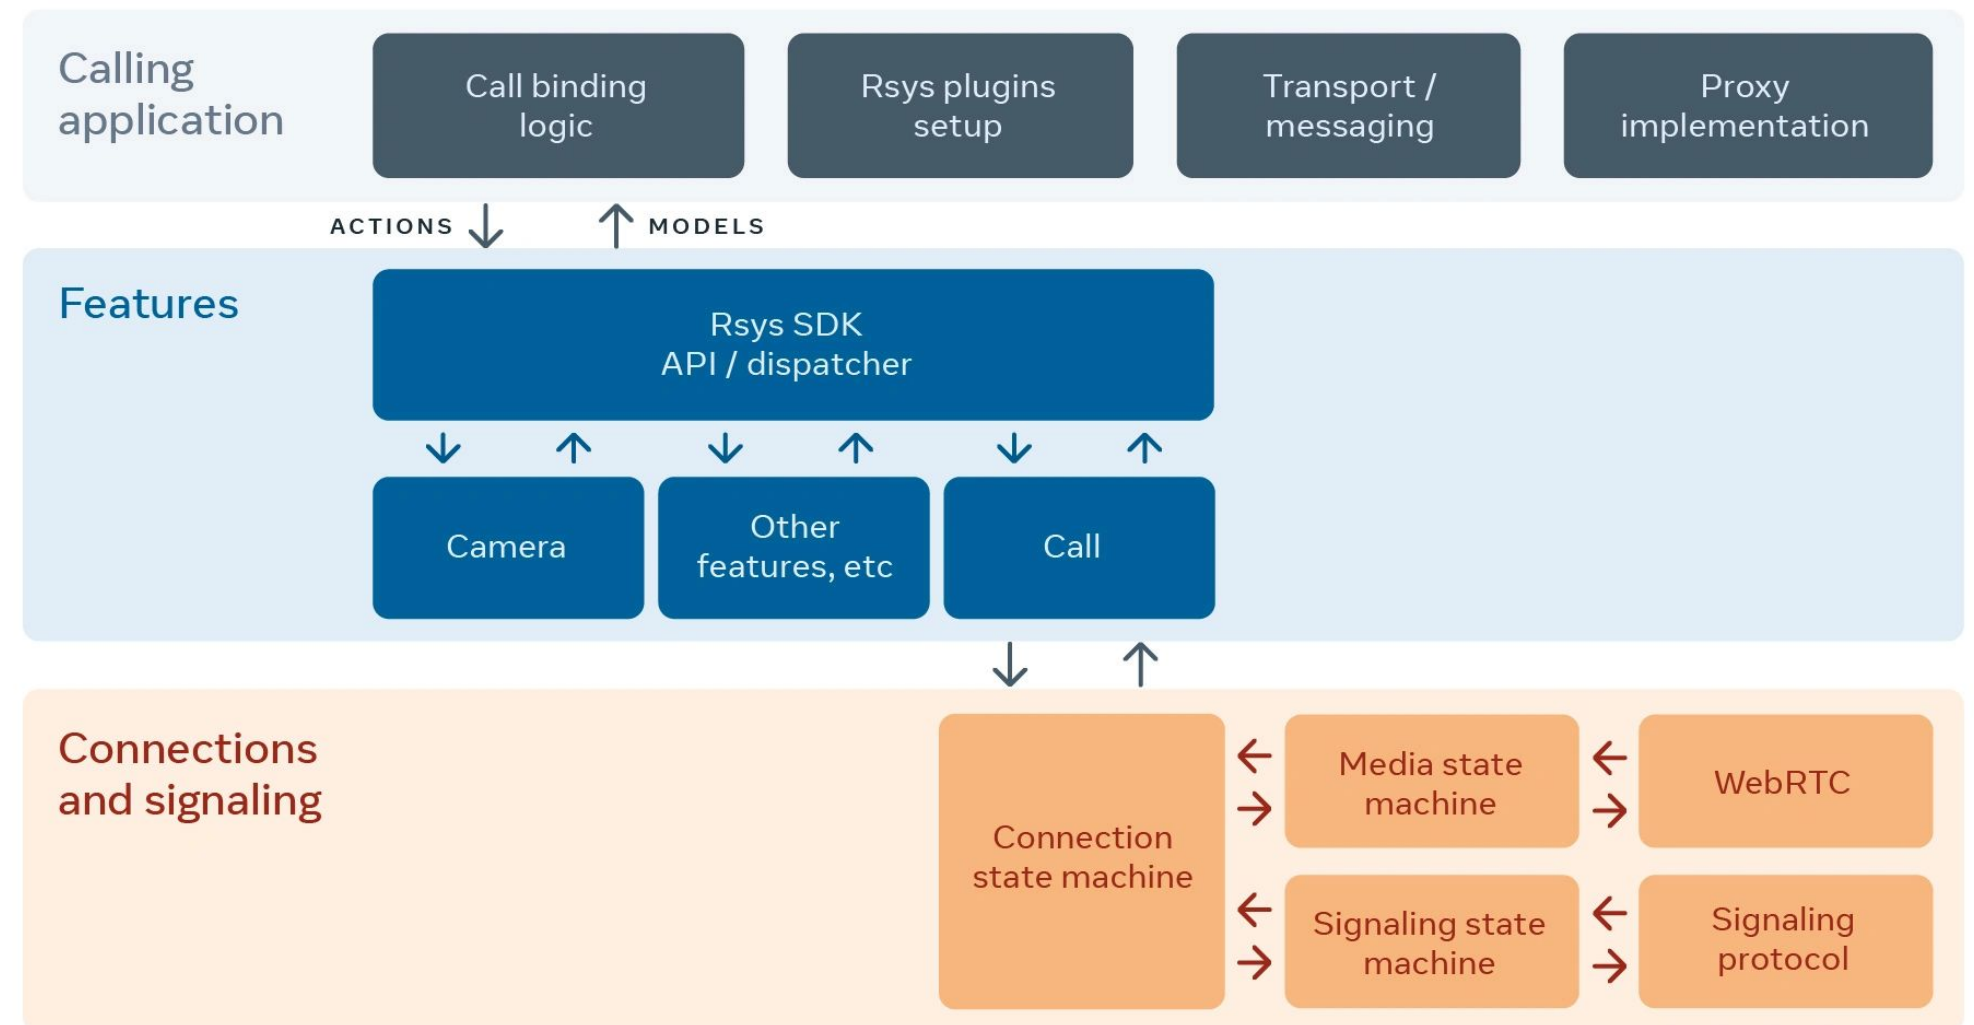 Calling
application
Call binding
logic
Rsys plugins
setup
Transport /
messaging
Proxy
implementation
ACTIONS
MODELS
Features
Rsys SDK
API / dispatcher
Camera
Other
features, etc
Call
Connections
and signaling
Connection
state machine
Media state
machine
WebRTC
Signaling state
machine
Signaling
protocol